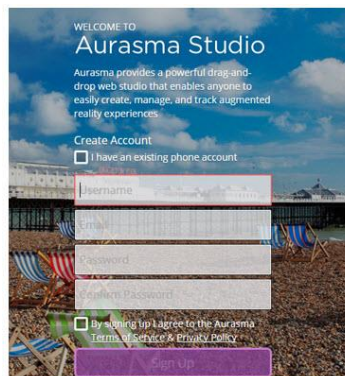 WELCOME TO
Aurasma Studio
Aurasma provides a powerful drag-and-
drop web studio that enables anyone to
easily create, manage, and track augmented
reality experiences
Create Account
I have an existing phone account
Username
Email
Password
Confirm Password
By signing up I agree to the Aurasma
Terms of Service & Privacy Policy
Sign Up